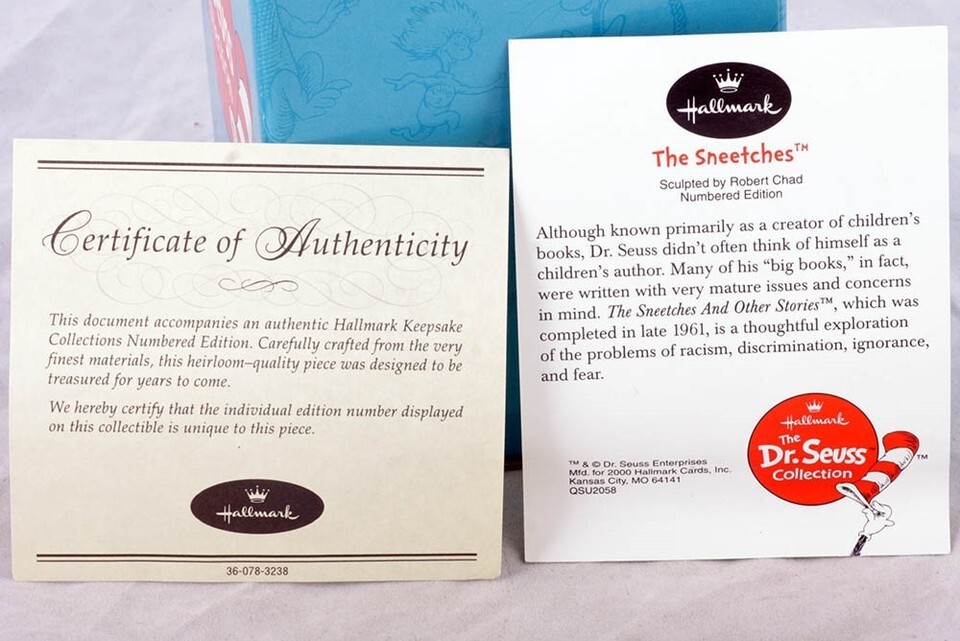 Certificate of Authenticity
This document accompanies an authentic Hallmark Keepsake
Collections Numbered Edition. Carefully crafted from the very
finest materials, this heirloom–quality piece was designed to be
treasured for years to come.
We hereby certify that the individual edition number displayed
on this collectible is unique to this piece.
Hallmark
36-078-3238
Hallmark
The Sneetches™
Sculpted by Robert Chad
Numbered Edition
Although known primarily as a creator of children's
books, Dr. Seuss didn't often think of himself as a
children's author. Many of his "big books," in fact,
were written with very mature issues and concerns
in mind. The Sneetches And Other Stories™, which was
completed in late 1961, is a thoughtful exploration
of the problems of racism, discrimination, ignorance,
and fear.
™ & © Dr. Seuss Enterprises
Mfd. for 2000 Hallmark Cards, Inc.
Kansas City, MO 64141
QSU2058
Hallmark
The
Dr. Seuss™
Collection
™